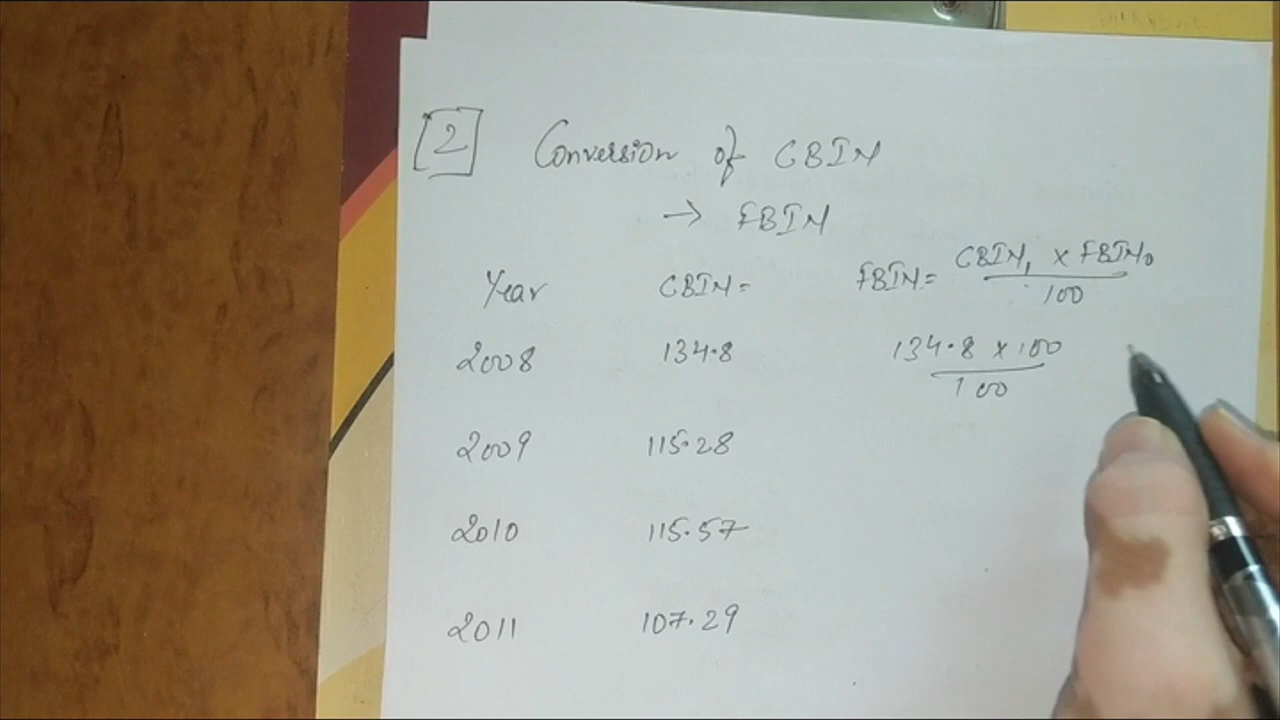 [2] Conversion of CBIN
→ FBIN
Year CBIN = FBIN = CBIN₁ × FBIN₀ / 100
2008 134.8 134.8 × 100 / 100
2009 115.28
2010 115.57
2011 107.29